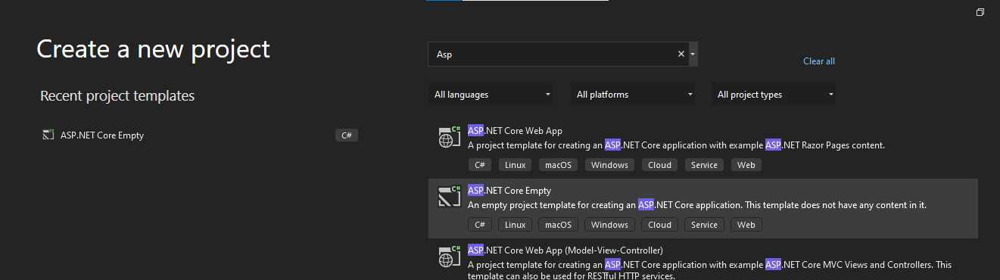 Create a new project
Recent project templates
ASP.NET Core Empty
C#
Asp
Clear all
All languages
All platforms
All project types
C#
ASP.NET Core Web App
A project template for creating an ASP.NET Core application with example ASP.NET Razor Pages content.
C# Linux macOS Windows Cloud Service Web
C#
ASP.NET Core Empty
An empty project template for creating an ASP.NET Core application. This template does not have any content in it.
C# Linux macOS Windows Cloud Service Web
C#
ASP.NET Core Web App (Model-View-Controller)
A project template for creating an ASP.NET Core application with example ASP.NET Core MVC Views and Controllers. This
template can also be used for RESTful HTTP services.